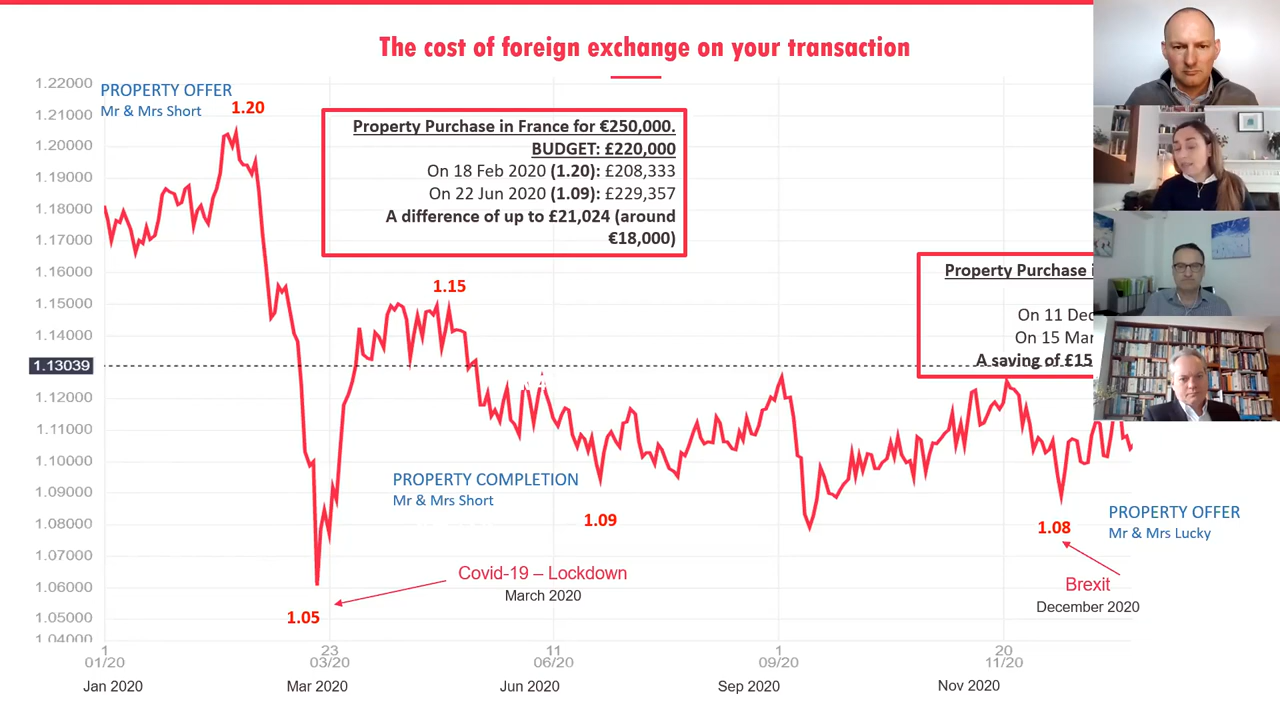 The cost of foreign exchange on your transaction
1.22000
1.21000
1.20000
1.19000
1.18000
1.17000
1.16000
1.15000
1.14000
1.13039
1.12000
1.11000
1.10000
1.09000
1.08000
1.07000
1.06000
1.05000
1.04000
PROPERTY OFFER
Mr & Mrs Short
1.20
Property Purchase in France for €250,000.
BUDGET: £220,000
On 18 Feb 2020 (1.20): £208,333
On 22 Jun 2020 (1.09): £229,357
A difference of up to £21,024 (around
€18,000)
1.15
Property Purchase i
On 11 Dec
On 15 Mar
A saving of £15
PROPERTY COMPLETION
Mr & Mrs Short
1.09
1.08
PROPERTY OFFER
Mr & Mrs Lucky
Covid-19 – Lockdown
March 2020
Brexit
December 2020
1.05
1 23 11 1 20
01/20 03/20 06/20 09/20 11/20
Jan 2020 Mar 2020 Jun 2020 Sep 2020 Nov 2020